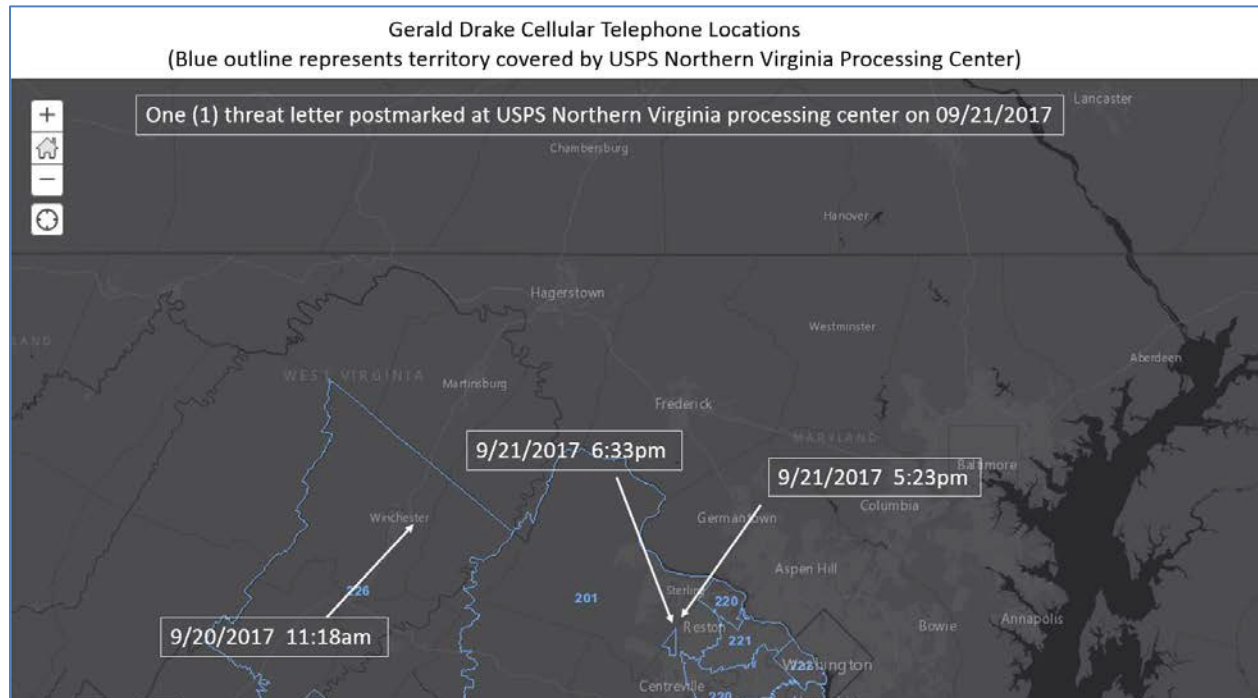 Gerald Drake Cellular Telephone Locations
(Blue outline represents territory covered by USPS Northern Virginia Processing Center)
+
−
One (1) threat letter postmarked at USPS Northern Virginia processing center on 09/21/2017
Lancaster
Chambersburg
Hanover
Hagerstown
Westminster
LAND
Aberdeen
WEST VIRGINIA
Martinsburg
Frederick
MARYLAND
9/21/2017 6:33pm
9/21/2017 5:23pm
Baltimore
Columbia
Winchester
Germantown
Aspen Hill
226
201
Sterling
220
9/20/2017 11:18am
Reston
221
Bowie
Annapolis
222
Washington
Centreville
220